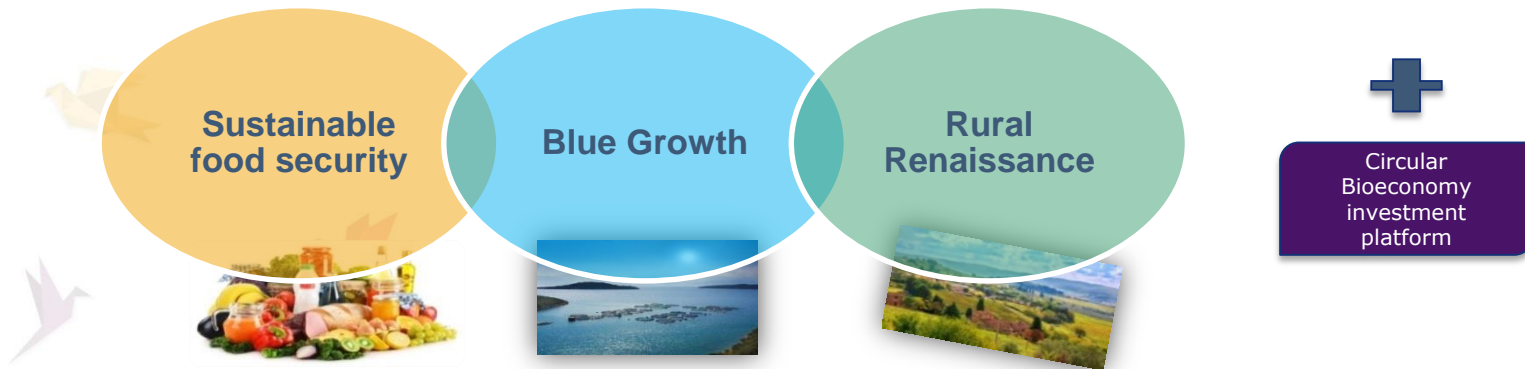 Sustainable
food security
Blue Growth
Rural
Renaissance
Circular
Bioeconomy
investment
platform